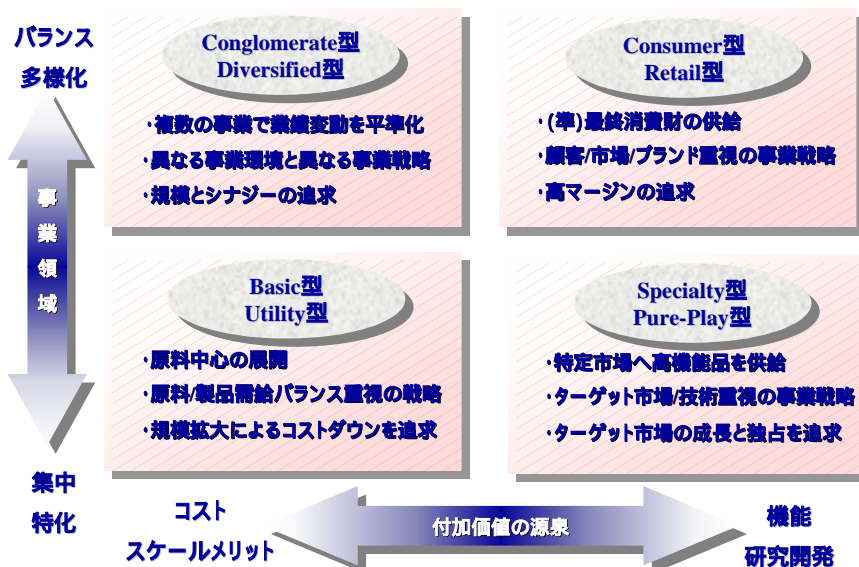 バランス
多様化
Conglomerate型
Diversified型
・複数の事業で業績変動を平準化
・異なる事業環境と異なる事業戦略
・規模とシナジーの追求
Consumer型
Retail型
・(準)最終消費財の供給
・顧客/市場/ブランド重視の事業戦略
・高マージンの追求
事
業
領
域
Basic型
Utility型
・原料中心の展開
・原料/製品需給バランス重視の戦略
・規模拡大によるコストダウンを追求
Specialty型
Pure-Play型
・特定市場へ高機能品を供給
・ターゲット市場/技術重視の事業戦略
・ターゲット市場の成長と独占を追求
集中
特化
コスト
スケールメリット
付加価値の源泉
機能
研究開発